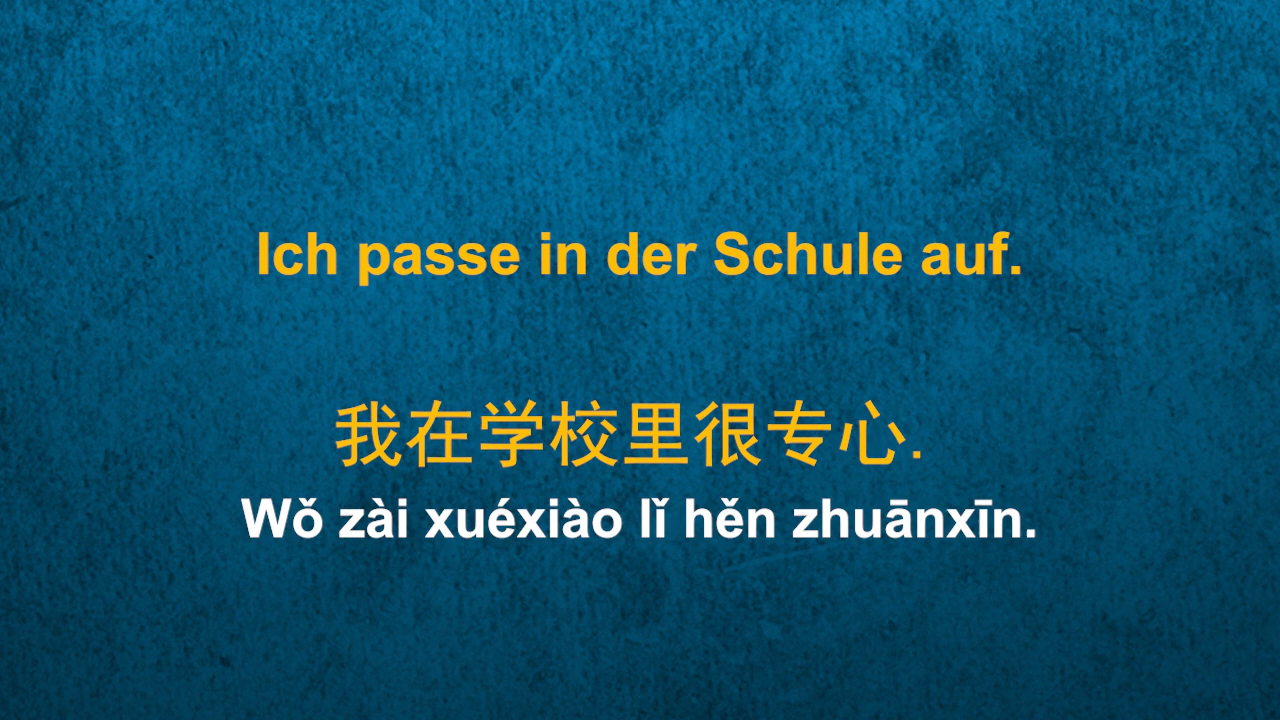 Ich passe in der Schule auf.
我在学校里很专心.
Wǒ zài xuéxiào lǐ hěn zhuānxīn.